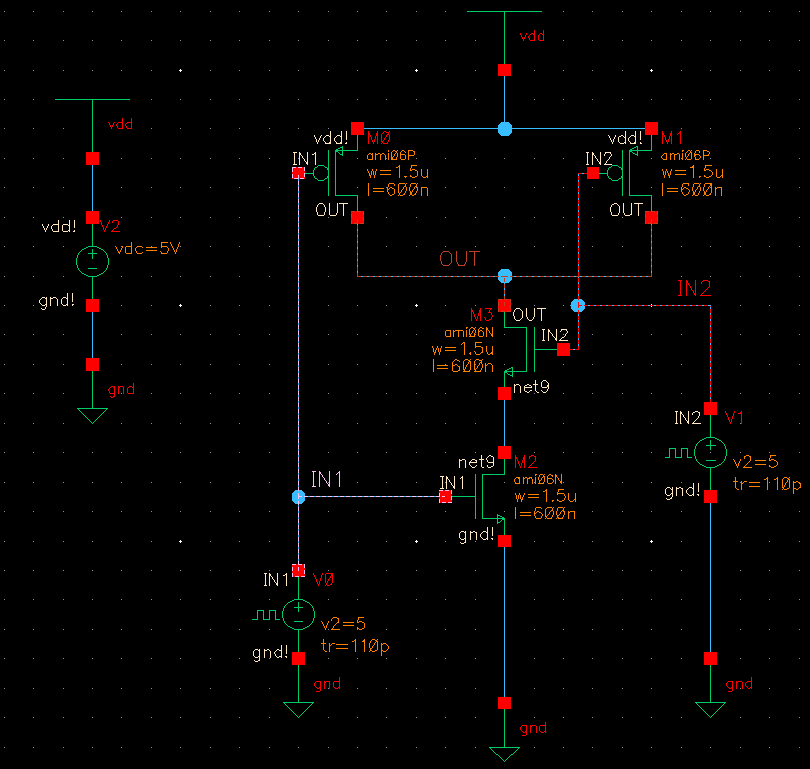 vdd
vdd
vdd!
M0
vdd!
M1
IN1
ami06P
w=1.5u
l=600n
IN2
ami06P
w=1.5u
l=600n
OUT
OUT
vdd!
V2
vdc=5V
OUT
gnd!
IN2
M3
OUT
ami06N
w=1.5u
l=600n
IN2
gnd
net9
IN2
V1
net9
M2
v2=5
tr=110p
IN1
IN1
ami06N
w=1.5u
l=600n
gnd!
gnd!
IN1
V0
v2=5
tr=110p
gnd!
gnd
gnd
gnd